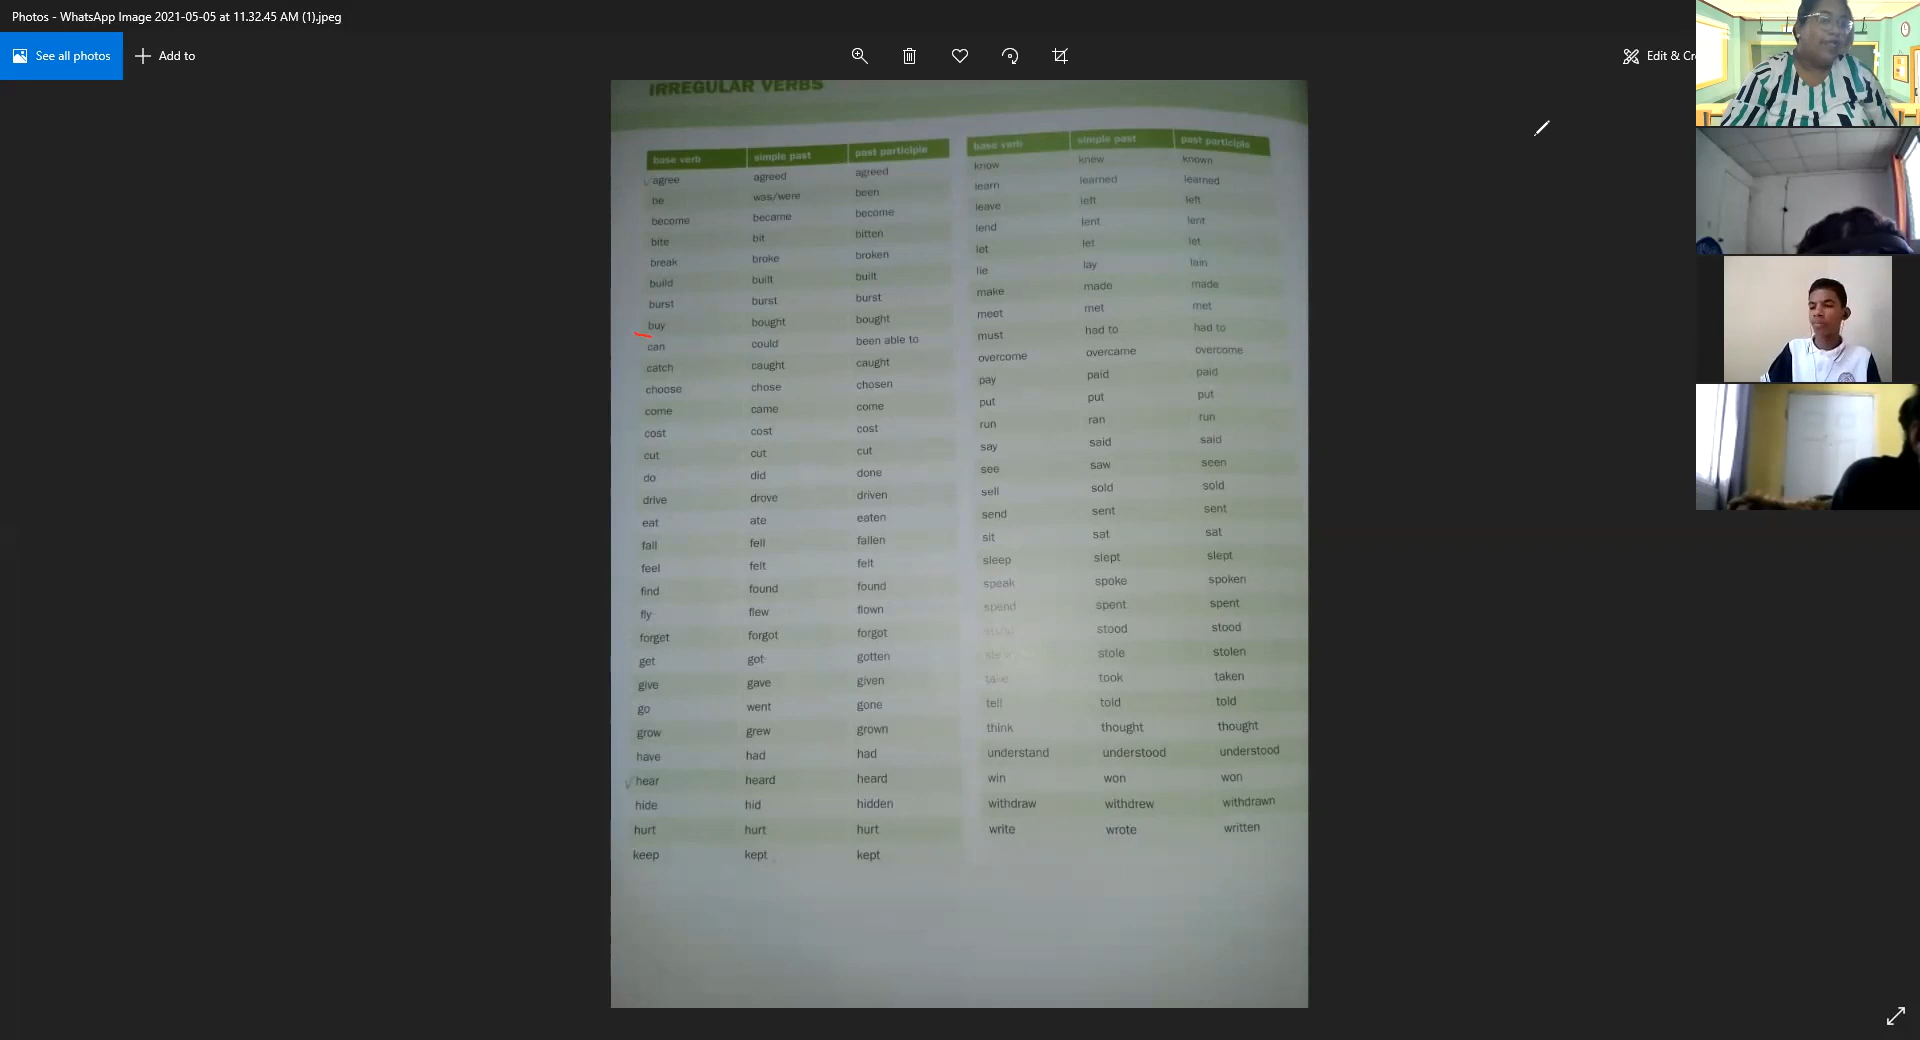 Photos - WhatsApp Image 2021-05-05 at 11.32.45 AM (1).jpeg
See all photos
Add to
Edit & Cr
IRREGULAR VERBS
base verb simple past past participle
agree agreed agreed
be was/were been
become became become
bite bit bitten
break broke broken
build built built
burst burst burst
buy bought bought
can could been able to
catch caught caught
choose chose chosen
come came come
cost cost cost
cut cut cut
do did done
drive drove driven
eat ate eaten
fall fell fallen
feel felt felt
find found found
fly flew flown
forget forgot forgot
get got gotten
give gave given
go went gone
grow grew grown
have had had
hear heard heard
hide hid hidden
hurt hurt hurt
keep kept kept
base verb simple past past participle
know knew known
learn learned learned
leave left left
lend lent lent
let let let
lie lay lain
make made made
meet met met
must had to had to
overcome overcame overcome
pay paid paid
put put put
run ran run
say said said
see saw seen
sell sold sold
send sent sent
sit sat sat
sleep slept slept
speak spoke spoken
spend spent spent
stood stood
stole stolen
take took taken
tell told told
think thought thought
understand understood understood
win won won
withdraw withdrew withdrawn
write wrote written